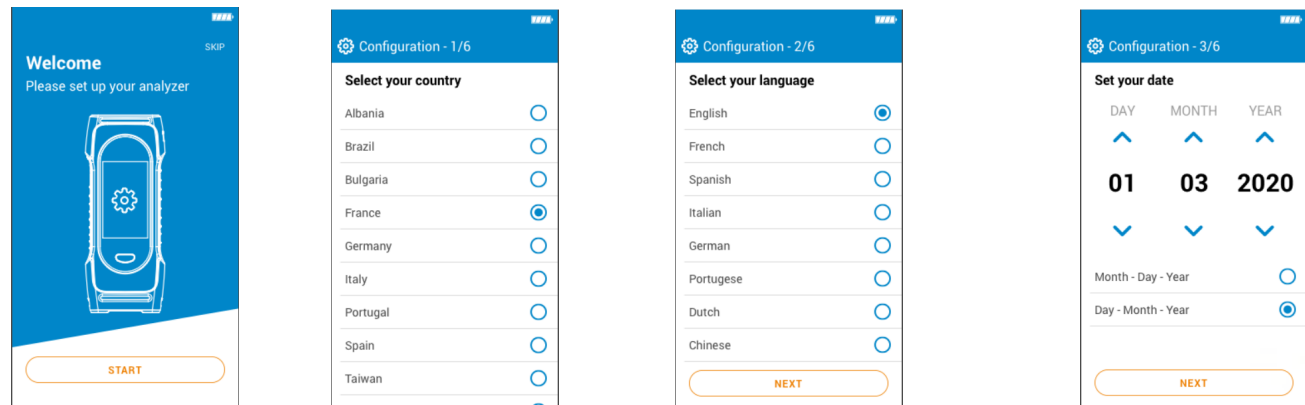 SKIP
Welcome
Please set up your analyzer
START
Configuration - 1/6
Select your country
Albania
Brazil
Bulgaria
France
Germany
Italy
Portugal
Spain
Taiwan
Configuration - 2/6
Select your language
English
French
Spanish
Italian
German
Portugese
Dutch
Chinese
NEXT
Configuration - 3/6
Set your date
DAY MONTH YEAR
01 03 2020
Month - Day - Year
Day - Month - Year
NEXT